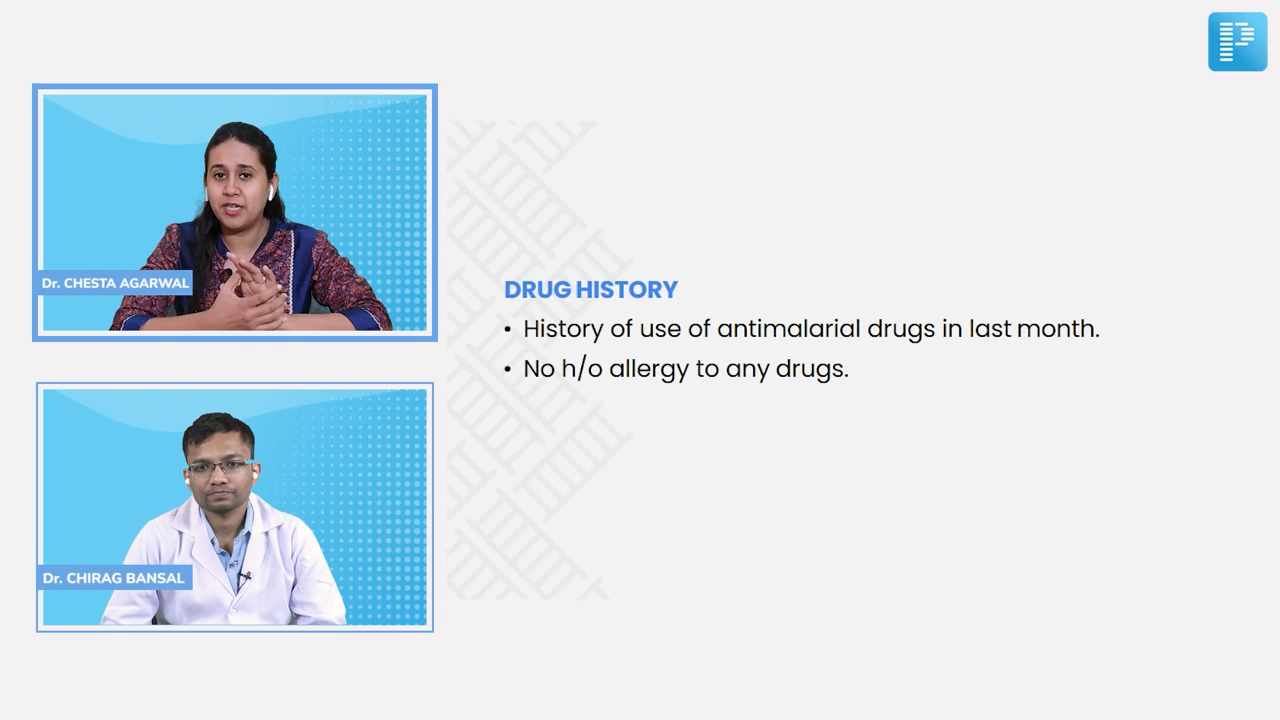 Dr. CHESTA AGARWAL
Dr. CHIRAG BANSAL
DRUG HISTORY
• History of use of antimalarial drugs in last month.
• No h/o allergy to any drugs.